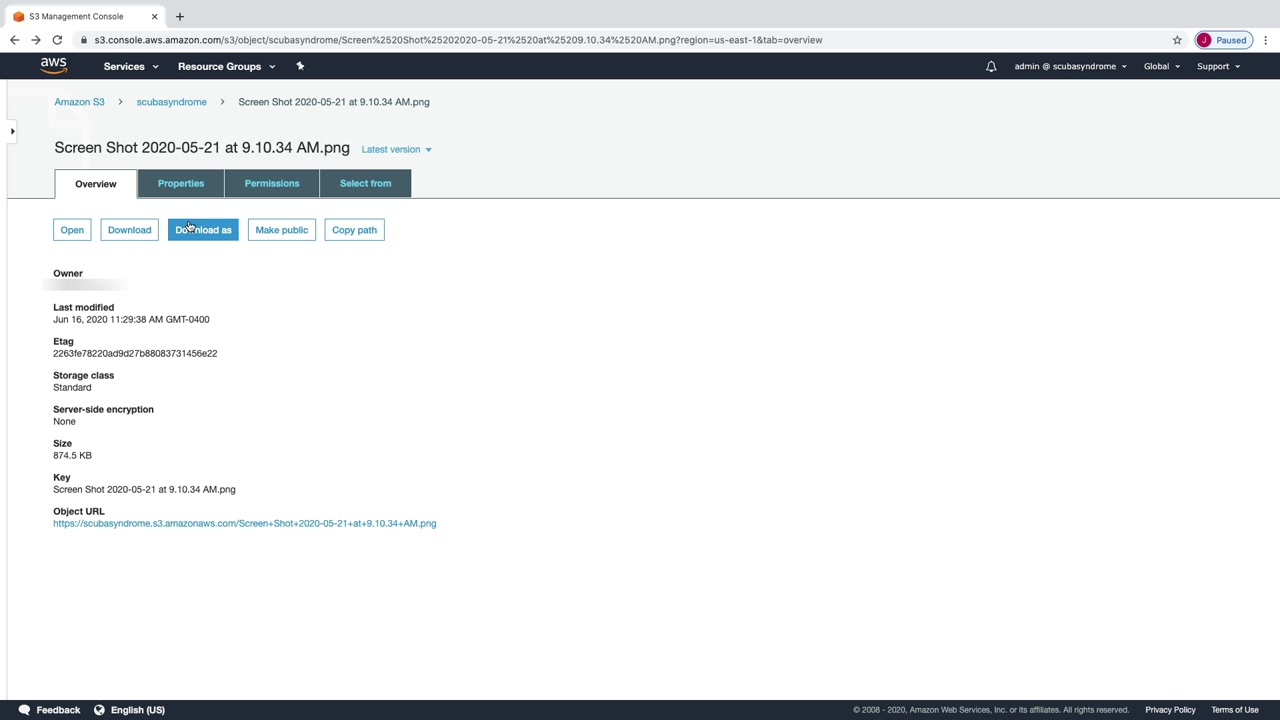 S3 Management Console
s3.console.aws.amazon.com/s3/object/scubasyndrome/Screen%2520Shot%25202020-05-21%2520at%25209.10.34%2520AM.png?region=us-east-1&tab=overview
J Paused
aws Services Resource Groups admin @ scubasyndrome Global Support
Amazon S3 > scubasyndrome > Screen Shot 2020-05-21 at 9.10.34 AM.png
Screen Shot 2020-05-21 at 9.10.34 AM.png Latest version
Overview Properties Permissions Select from
Open Download Download as Make public Copy path
Owner
Last modified
Jun 16, 2020 11:29:38 AM GMT-0400
Etag
2263fe78220ad9d27b88083731456e22
Storage class
Standard
Server-side encryption
None
Size
874.5 KB
Key
Screen Shot 2020-05-21 at 9.10.34 AM.png
Object URL
https://scubasyndrome.s3.amazonaws.com/Screen+Shot+2020-05-21+at+9.10.34+AM.png
Feedback English (US) © 2008 - 2020, Amazon Web Services, Inc. or its affiliates. All rights reserved. Privacy Policy Terms of Use